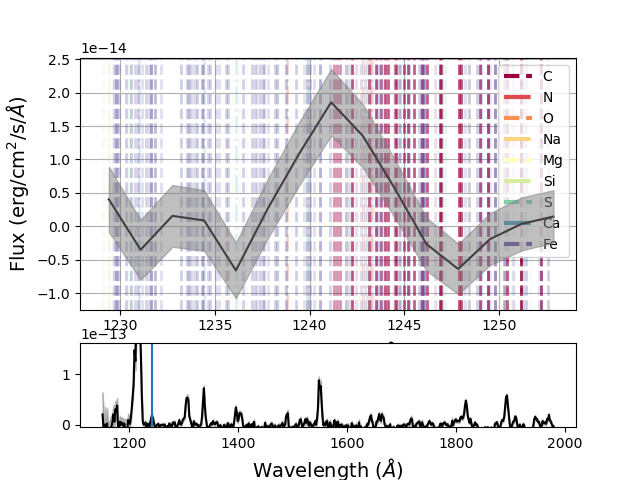 1e−14
2.5
2.0
1.5
1.0
0.5
0.0
−0.5
−1.0
Flux (erg/cm²/s/Å)
C
N
O
Na
Mg
Si
S
Ca
Fe
1230 1235 1240 1245 1250
1e−13
1
0
1200 1400 1600 1800 2000
Wavelength (Å)